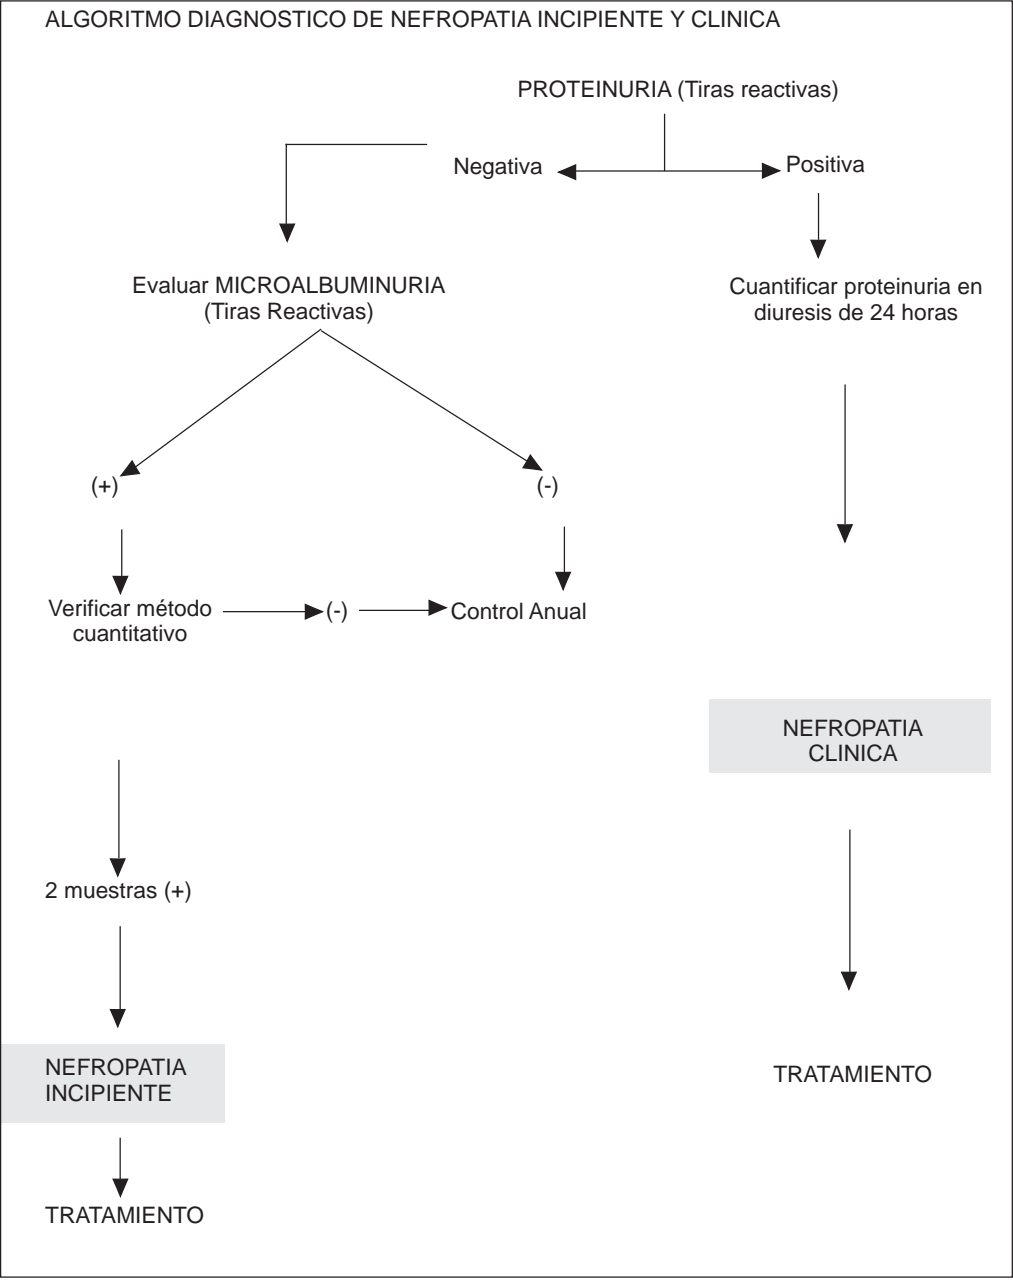 ALGORITMO DIAGNOSTICO DE NEFROPATIA INCIPIENTE Y CLINICA
PROTEINURIA (Tiras reactivas)
Negativa
Positiva
Evaluar MICROALBUMINURIA
(Tiras Reactivas)
Cuantificar proteinuria en
diuresis de 24 horas
(+)
(-)
Verificar método
cuantitativo
(-)
Control Anual
NEFROPATIA
CLINICA
2 muestras (+)
NEFROPATIA
INCIPIENTE
TRATAMIENTO
TRATAMIENTO